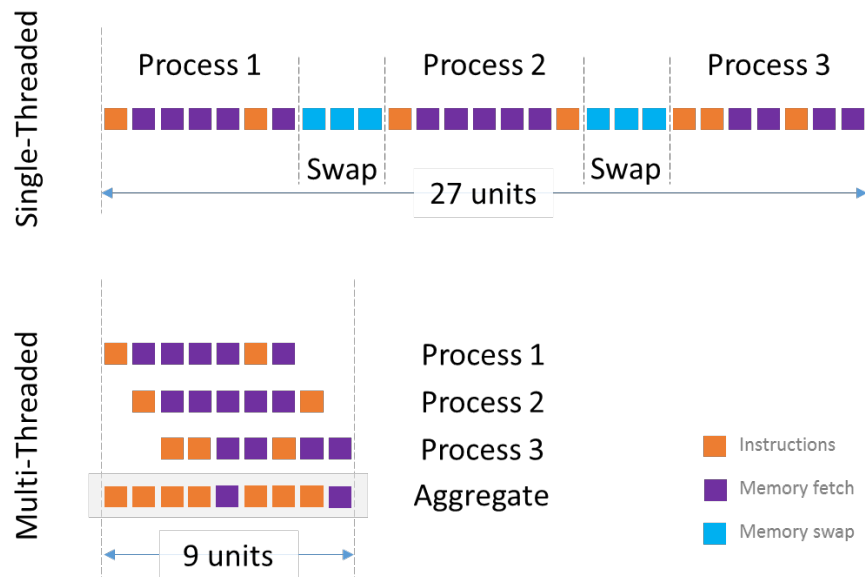 Single-Threaded
Process 1
Process 2
Process 3
Swap
Swap
27 units
Multi-Threaded
Process 1
Process 2
Process 3
Aggregate
9 units
Instructions
Memory fetch
Memory swap